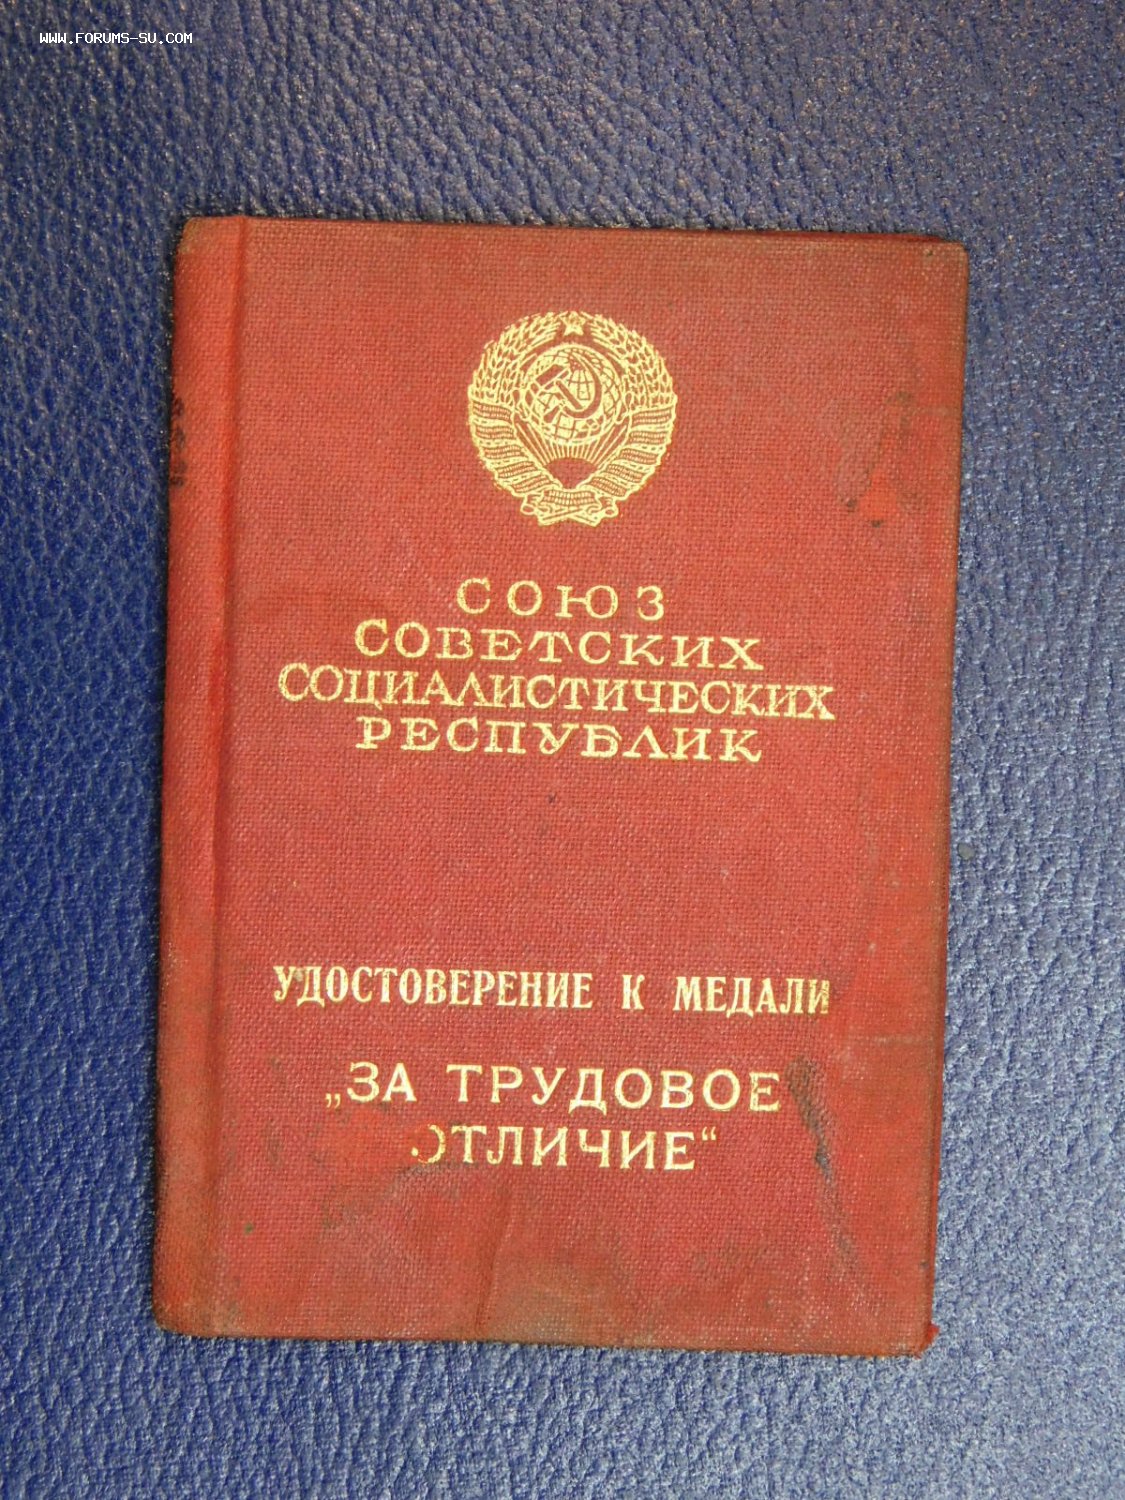 WWW.FORUMS-SU.COM
СОЮЗ
СОВЕТСКИХ
СОЦИАЛИСТИЧЕСКИХ
РЕСПУБЛИК
УДОСТОВЕРЕНИЕ К МЕДАЛИ
„ЗА ТРУДОВОЕ
ОТЛИЧИЕ“